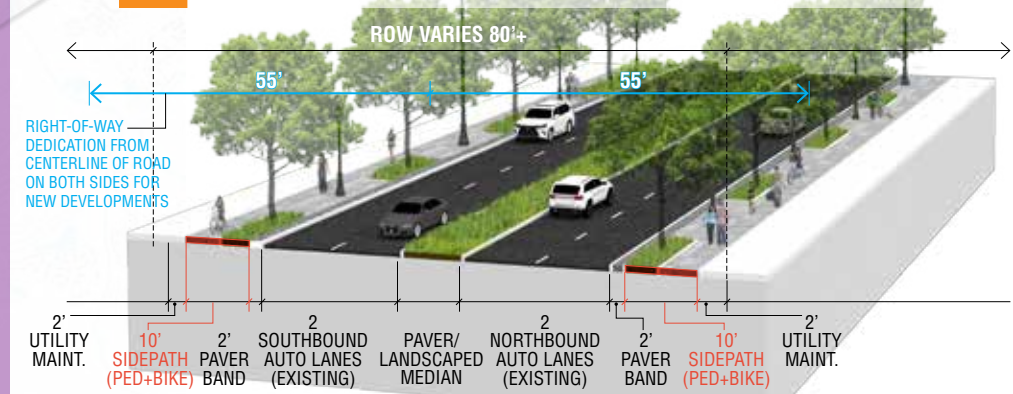 ROW VARIES 80'+
55'
55'
RIGHT-OF-WAY
DEDICATION FROM
CENTERLINE OF ROAD
ON BOTH SIDES FOR
NEW DEVELOPMENTS
2'
UTILITY
MAINT.
10'
SIDEPATH
(PED+BIKE)
2'
PAVER
BAND
2
SOUTHBOUND
AUTO LANES
(EXISTING)
PAVER/
LANDSCAPED
MEDIAN
2
NORTHBOUND
AUTO LANES
(EXISTING)
2'
PAVER
BAND
10'
SIDEPATH
(PED+BIKE)
2'
UTILITY
MAINT.